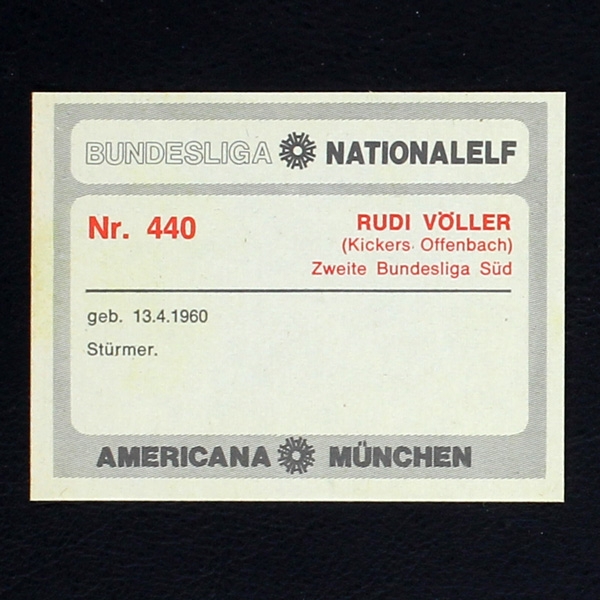 BUNDESLIGA NATIONALELF
Nr. 440
RUDI VÖLLER
(Kickers Offenbach)
Zweite Bundesliga Süd
geb. 13.4.1960
Stürmer.
AMERICANA MÜNCHEN